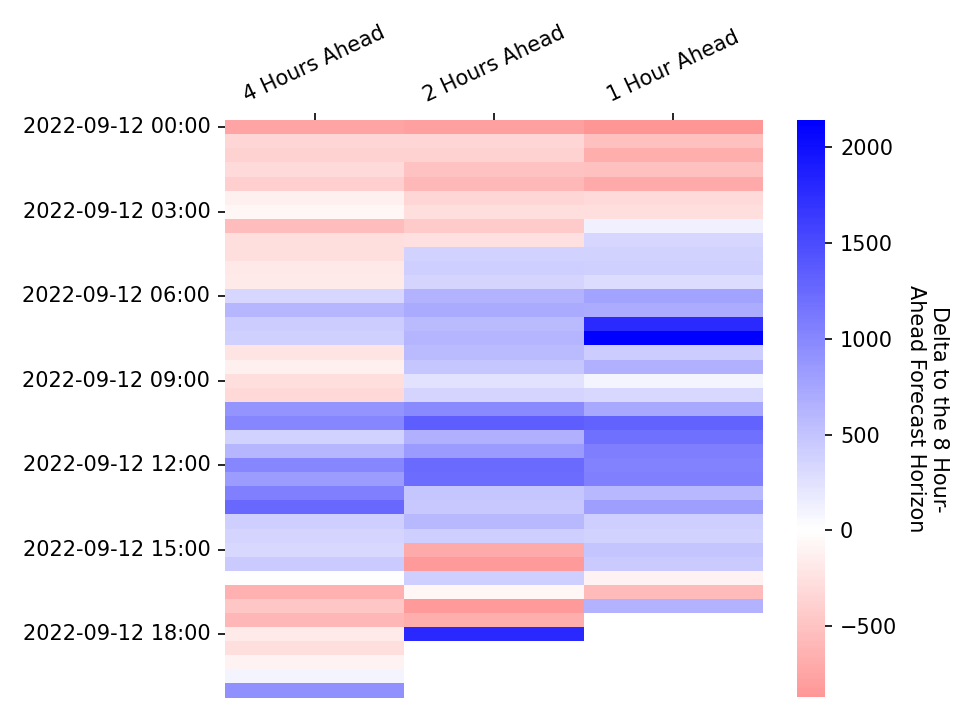 4 Hours Ahead
2 Hours Ahead
1 Hour Ahead
2022-09-12 00:00
2022-09-12 03:00
2022-09-12 06:00
2022-09-12 09:00
2022-09-12 12:00
2022-09-12 15:00
2022-09-12 18:00
2000
1500
1000
500
0
−500
Delta to the 8 Hour-
Ahead Forecast Horizon